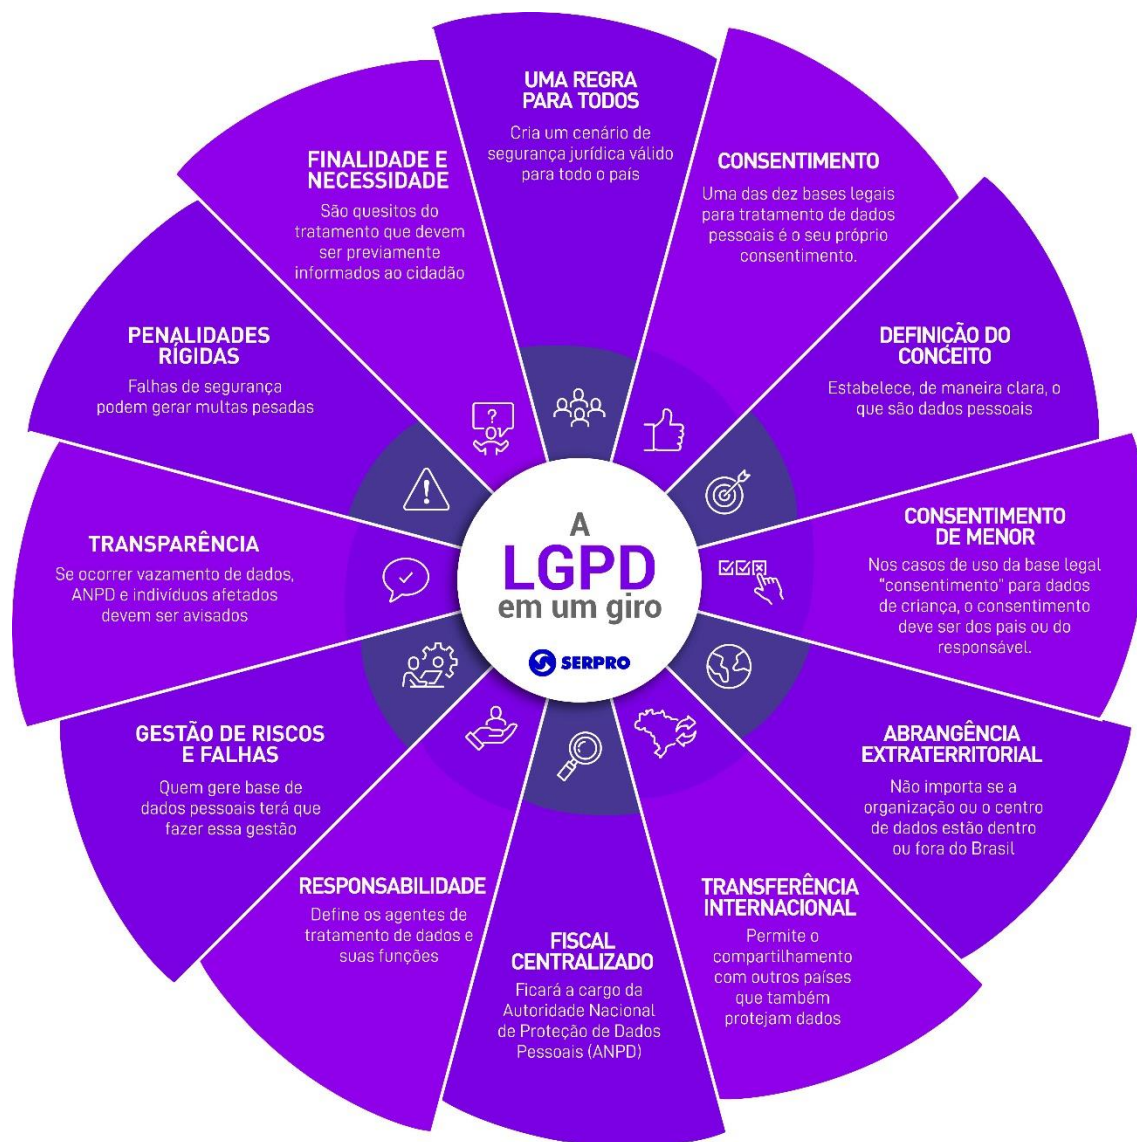 UMA REGRA
PARA TODOS
Cria um cenário de
segurança jurídica válido
para todo o país
CONSENTIMENTO
Uma das dez bases legais
para tratamento de dados
pessoais é o seu próprio
consentimento.
DEFINIÇÃO DO
CONCEITO
Estabelece, de maneira clara, o
que são dados pessoais
CONSENTIMENTO
DE MENOR
Nos casos de uso da base legal
"consentimento" para dados
de criança, o consentimento
deve ser dos pais ou do
responsável.
ABRANGÊNCIA
EXTRATERRITORIAL
Não importa se a
organização ou o centro
de dados estão dentro
ou fora do Brasil
TRANSFERÊNCIA
INTERNACIONAL
Permite o
compartilhamento
com outros países
que também
protejam dados
FISCAL
CENTRALIZADO
Ficará a cargo da
Autoridade Nacional
de Proteção de Dados
Pessoais (ANPD)
RESPONSABILIDADE
Define os agentes de
tratamento de dados e
suas funções
GESTÃO DE RISCOS
E FALHAS
Quem gere base de
dados pessoais terá que
fazer essa gestão
TRANSPARÊNCIA
Se ocorrer vazamento de dados,
ANPD e indivíduos afetados
devem ser avisados
PENALIDADES
RÍGIDAS
Falhas de segurança
podem gerar multas pesadas
FINALIDADE E
NECESSIDADE
São quesitos do
tratamento que devem
ser previamente
informados ao cidadão
?
A
LGPD
em um giro
SERPRO